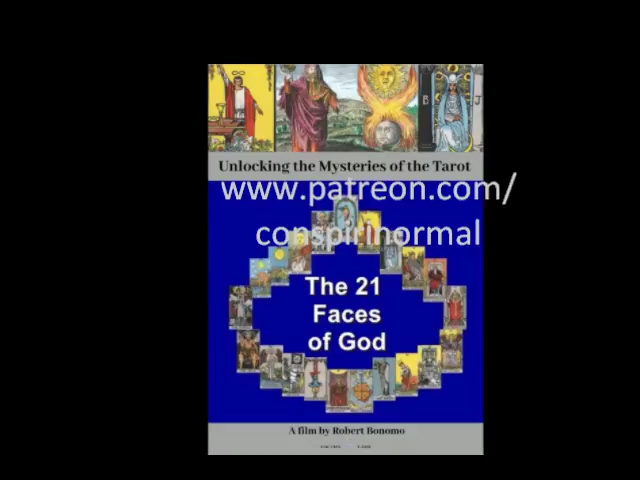 Unlocking the Mysteries of the Tarot
www.patreon.com/
conspirinormal
The 21
Faces
of God
A film by Robert Bonomo
B J